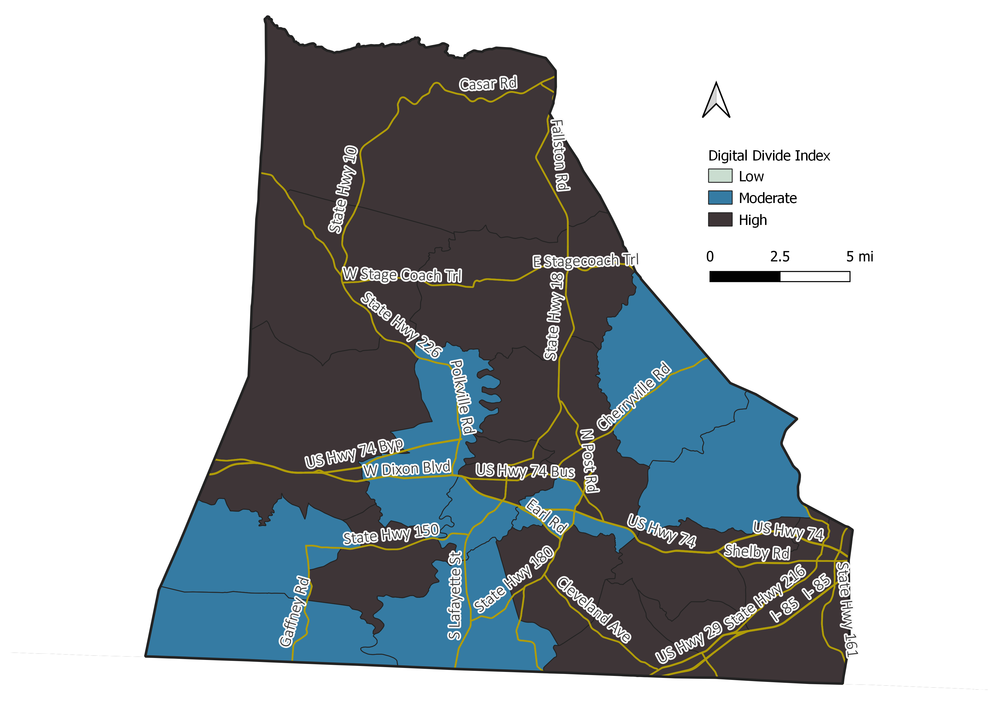 Casar Rd
Fallston Rd
State Hwy 10
Digital Divide Index
Low
Moderate
High
0 2.5 5 mi
E Stagecoach Trl
W Stage Coach Trl
State Hwy 18
State Hwy 226
Polkville Rd
Cherryville Rd
N Post Rd
US Hwy 74 Byp
W Dixon Blvd
US Hwy 74 Bus
Earl Rd
US Hwy 74
US Hwy 74
State Hwy 150
Shelby Rd
State Hwy 180
S Lafayette St
Gaffney Rd
Cleveland Ave
State Hwy 216
I- 85
I- 85
US Hwy 29
State Hwy 161